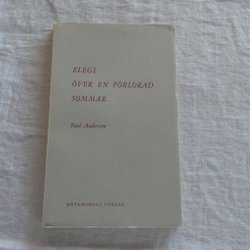 ELEGI
ÖVER EN FÖRLORAD
SOMMAR
Paul Andersson
METAMORFOS FÖRLAG